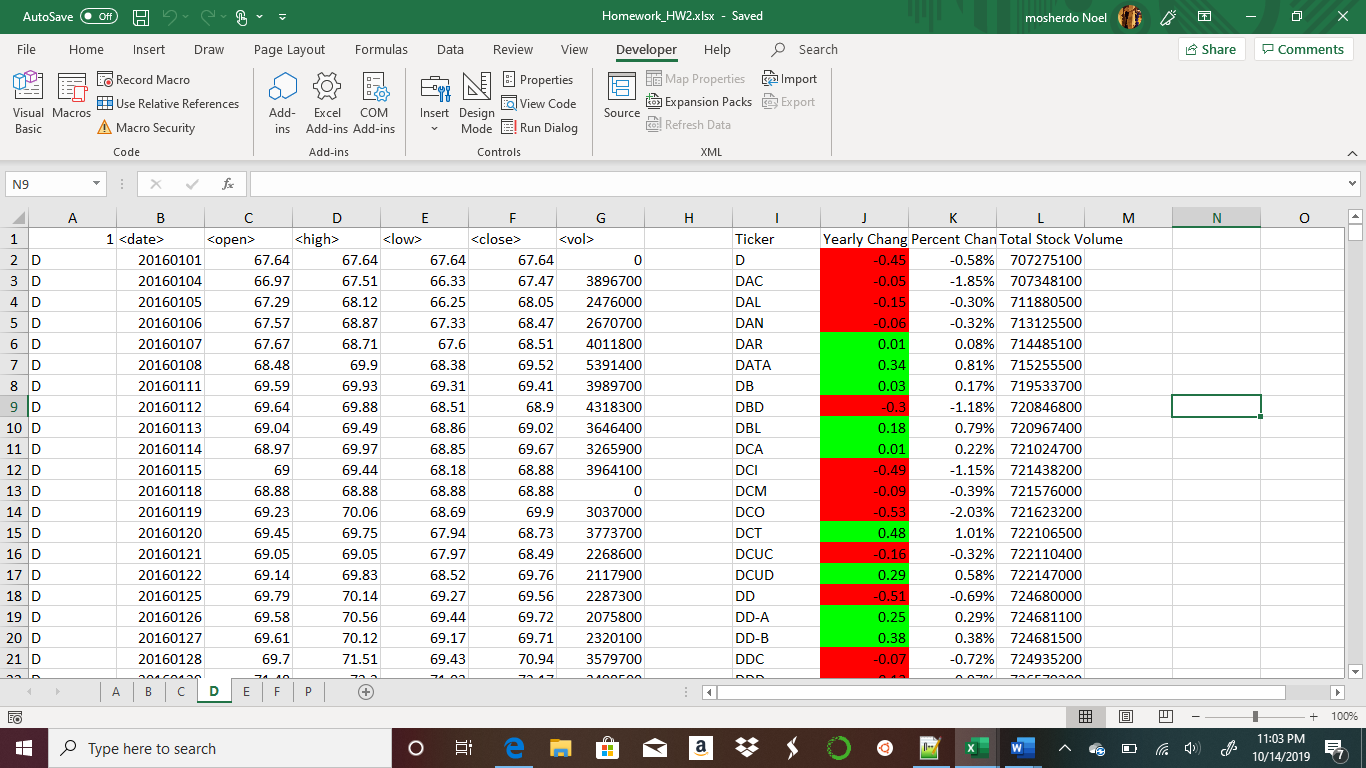 AutoSave Off Homework_HW2.xlsx - Saved mosherdo Noel
File Home Insert Draw Page Layout Formulas Data Review View Developer Help Search Share Comments
Visual Basic Macros Record Macro Use Relative References Macro Security
Add-ins Excel Add-ins COM Add-ins
Insert Design Mode Properties View Code Run Dialog
Source Map Properties Expansion Packs Refresh Data Import Export
Code Add-ins Controls XML
N9 fx
A B C D E F G H I J K L M N O
1 1 <date> <open> <high> <low> <close> <vol> Ticker Yearly Chang Percent Chan Total Stock Volume
2 D 20160101 67.64 67.64 67.64 67.64 0 D -0.45 -0.58% 707275100
3 D 20160104 66.97 67.51 66.33 67.47 3896700 DAC -0.05 -1.85% 707348100
4 D 20160105 67.29 68.12 66.25 68.05 2476000 DAL -0.15 -0.30% 711880500
5 D 20160106 67.57 68.87 67.33 68.47 2670700 DAN -0.06 -0.32% 713125500
6 D 20160107 67.67 68.71 67.6 68.51 4011800 DAR 0.01 0.08% 714485100
7 D 20160108 68.48 69.9 68.38 69.52 5391400 DATA 0.34 0.81% 715255500
8 D 20160111 69.59 69.93 69.31 69.41 3989700 DB 0.03 0.17% 719533700
9 D 20160112 69.64 69.88 68.51 68.9 4318300 DBD -0.3 -1.18% 720846800
10 D 20160113 69.04 69.49 68.86 69.02 3646400 DBL 0.18 0.79% 720967400
11 D 20160114 68.97 69.97 68.85 69.67 3265900 DCA 0.01 0.22% 721024700
12 D 20160115 69 69.44 68.18 68.88 3964100 DCI -0.49 -1.15% 721438200
13 D 20160118 68.88 68.88 68.88 68.88 0 DCM -0.09 -0.39% 721576000
14 D 20160119 69.23 70.06 68.69 69.9 3037000 DCO -0.53 -2.03% 721623200
15 D 20160120 69.45 69.75 67.94 68.73 3773700 DCT 0.48 1.01% 722106500
16 D 20160121 69.05 69.05 67.97 68.49 2268600 DCUC -0.16 -0.32% 722110400
17 D 20160122 69.14 69.83 68.52 69.76 2117900 DCUD 0.29 0.58% 722147000
18 D 20160125 69.79 70.14 69.27 69.56 2287300 DD -0.51 -0.69% 724680000
19 D 20160126 69.58 70.56 69.44 69.72 2075800 DD-A 0.25 0.29% 724681100
20 D 20160127 69.61 70.12 69.17 69.71 2320100 DD-B 0.38 0.38% 724681500
21 D 20160128 69.7 71.51 69.43 70.94 3579700 DDC -0.07 -0.72% 724935200
A B C D E F P
100%
Type here to search 11:03 PM
10/14/2019 7